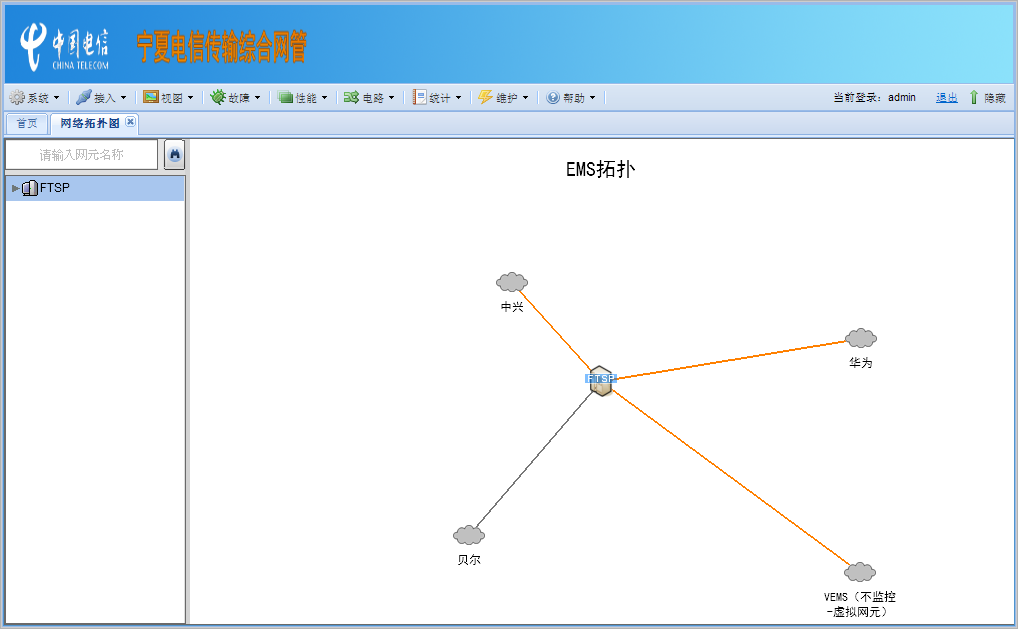 中国电信
CHINA TELECOM
宁夏电信传输综合网管
系统 接入 视图 故障 性能 电路 统计 维护 帮助 当前登录: admin 退出 隐藏
首页 网络拓扑图
请输入网元名称
FTSP
EMS拓扑
中兴
华为
FTSP
贝尔
VEMS（不监控
-虚拟网元）